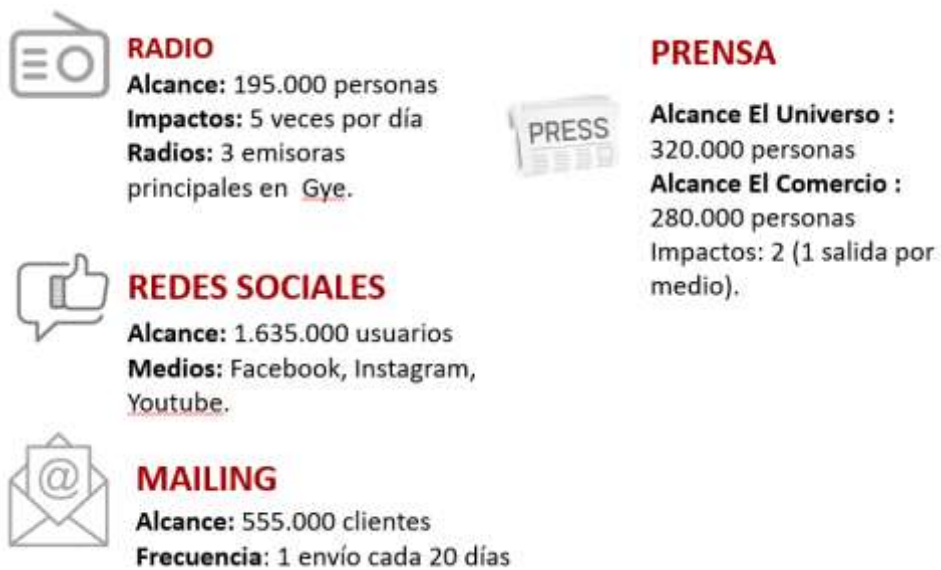 RADIO
Alcance: 195.000 personas
Impactos: 5 veces por día
Radios: 3 emisoras
principales en Gye.
REDES SOCIALES
Alcance: 1.635.000 usuarios
Medios: Facebook, Instagram,
Youtube.
MAILING
Alcance: 555.000 clientes
Frecuencia: 1 envío cada 20 días
PRENSA
PRESS
Alcance El Universo :
320.000 personas
Alcance El Comercio :
280.000 personas
Impactos: 2 (1 salida por
medio).